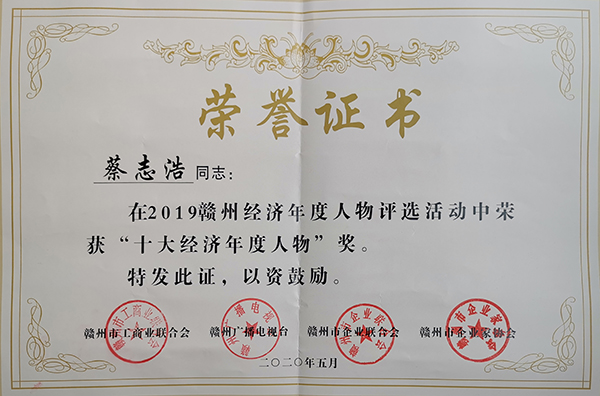 荣誉证书
蔡志浩 同志：
在2019赣州经济年度人物评选活动中荣
获“十大经济年度人物”奖。
特发此证，以资鼓励。
赣州市工商业联合会 赣州广播电视台 赣州市企业联合会 赣州市企业家协会
二〇二〇年五月